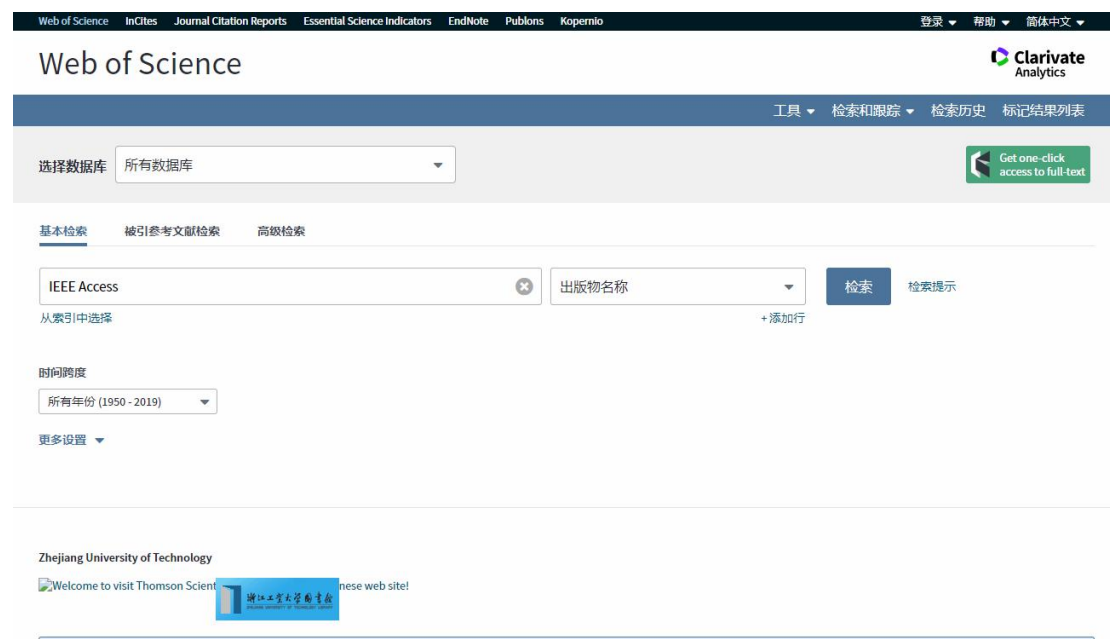 Web of Science InCites Journal Citation Reports Essential Science Indicators EndNote Publons Kopernio 登录 帮助 简体中文
Web of Science
Clarivate
Analytics
工具 检索和跟踪 检索历史 标记结果列表
选择数据库 所有数据库
Get one-click
access to full-text
基本检索 被引参考文献检索 高级检索
IEEE Access 出版物名称 检索 检索提示
从索引中选择 +添加行
时间跨度
所有年份 (1950 - 2019)
更多设置
Zhejiang University of Technology
Welcome to visit Thomson Scient nese web site!
浙江工业大学图书馆
ZHEJIANG UNIVERSITY OF TECHNOLOGY LIBRARY